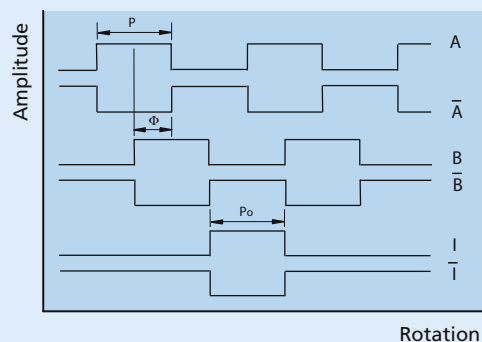 P
A
Amplitude
A̅
Φ
B
B̅
Po
I
I̅
Rotation